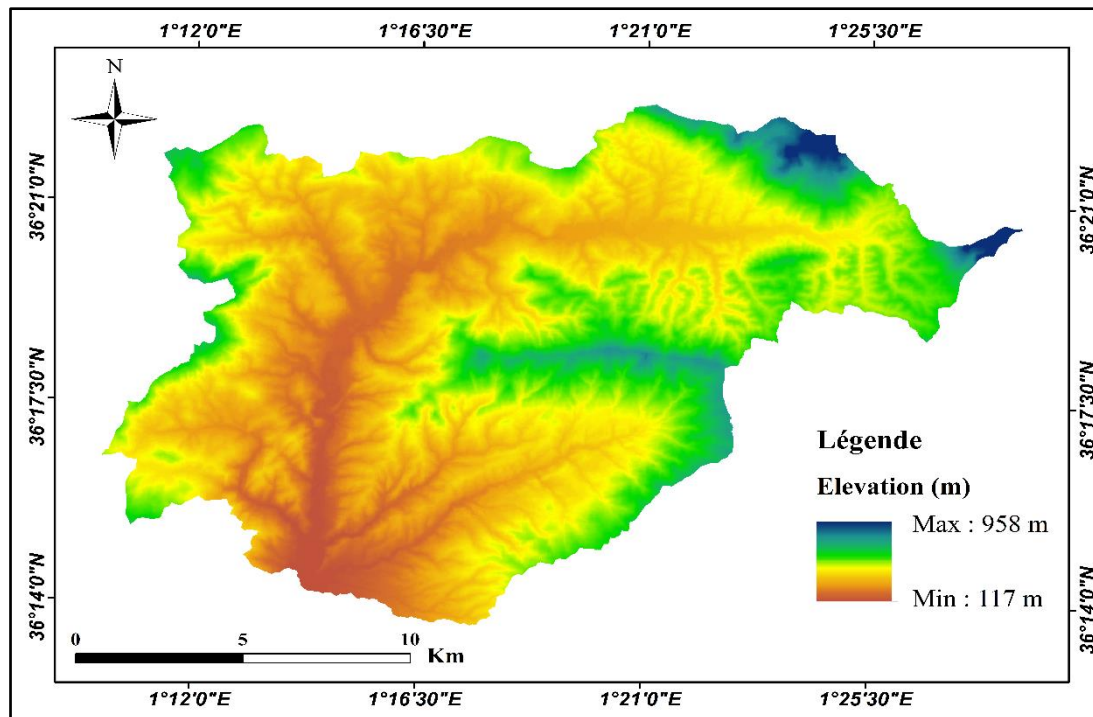 1°12'0"E 1°16'30"E 1°21'0"E 1°25'30"E
N
36°21'0"N
36°17'30"N
36°14'0"N
36°21'0"N
36°17'30"N
36°14'0"N
Légende
Elevation (m)
Max : 958 m
Min : 117 m
0 5 10
Km
1°12'0"E 1°16'30"E 1°21'0"E 1°25'30"E